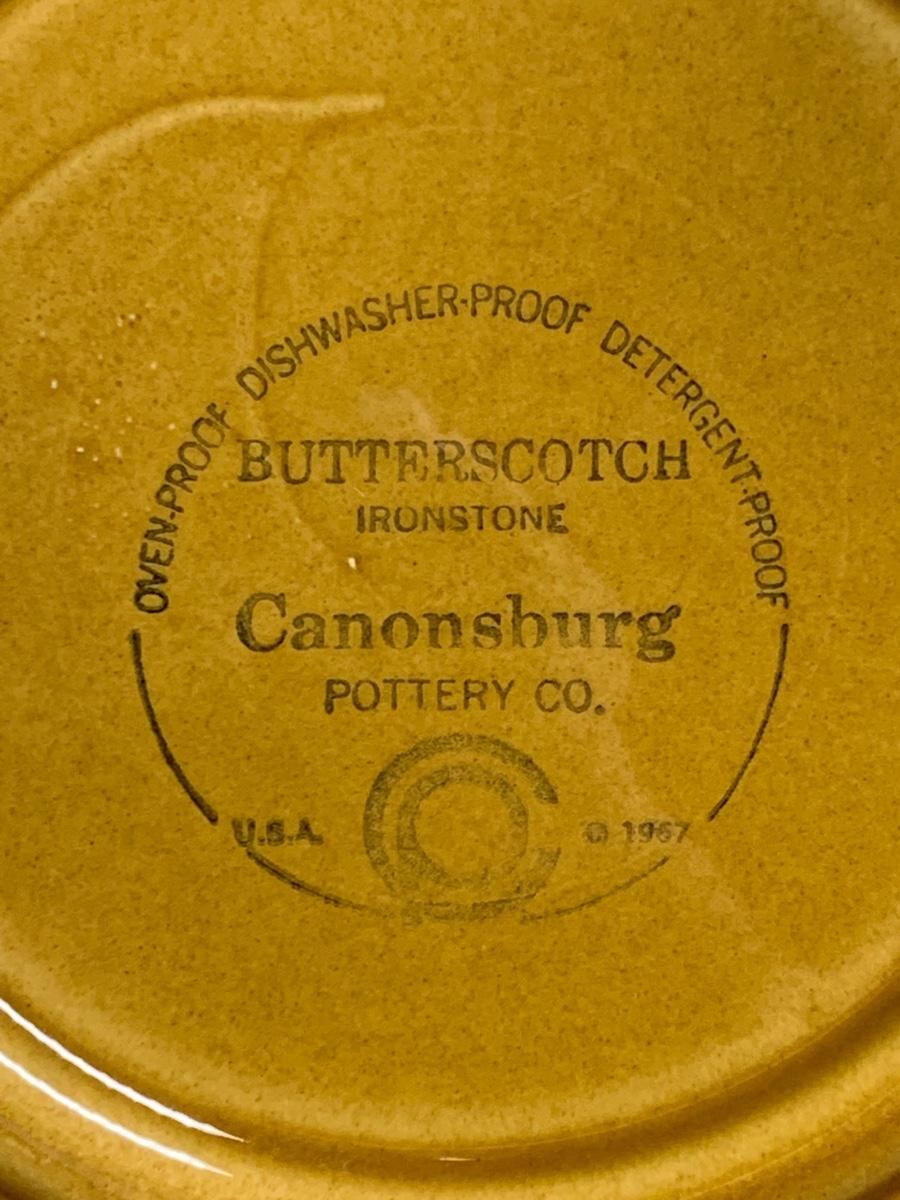 OVEN-PROOF DISHWASHER-PROOF DETERGENT-PROOF
BUTTERSCOTCH
IRONSTONE
Canonsburg
POTTERY CO.
U.S.A. © 1967